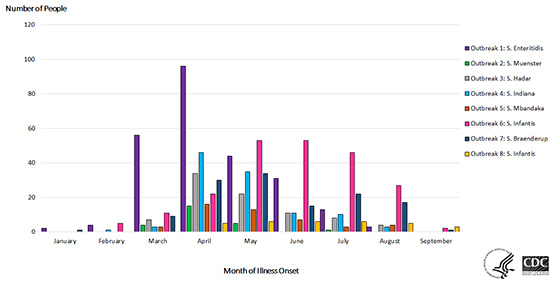 Number of People
120
100
80
60
40
20
0
January February March April May June July August September
Month of Illness Onset
Outbreak 1: S. Enteritidis
Outbreak 2: S. Muenster
Outbreak 3: S. Hadar
Outbreak 4: S. Indiana
Outbreak 5: S. Mbandaka
Outbreak 6: S. Infantis
Outbreak 7: S. Braenderup
Outbreak 8: S. Infantis
CDC